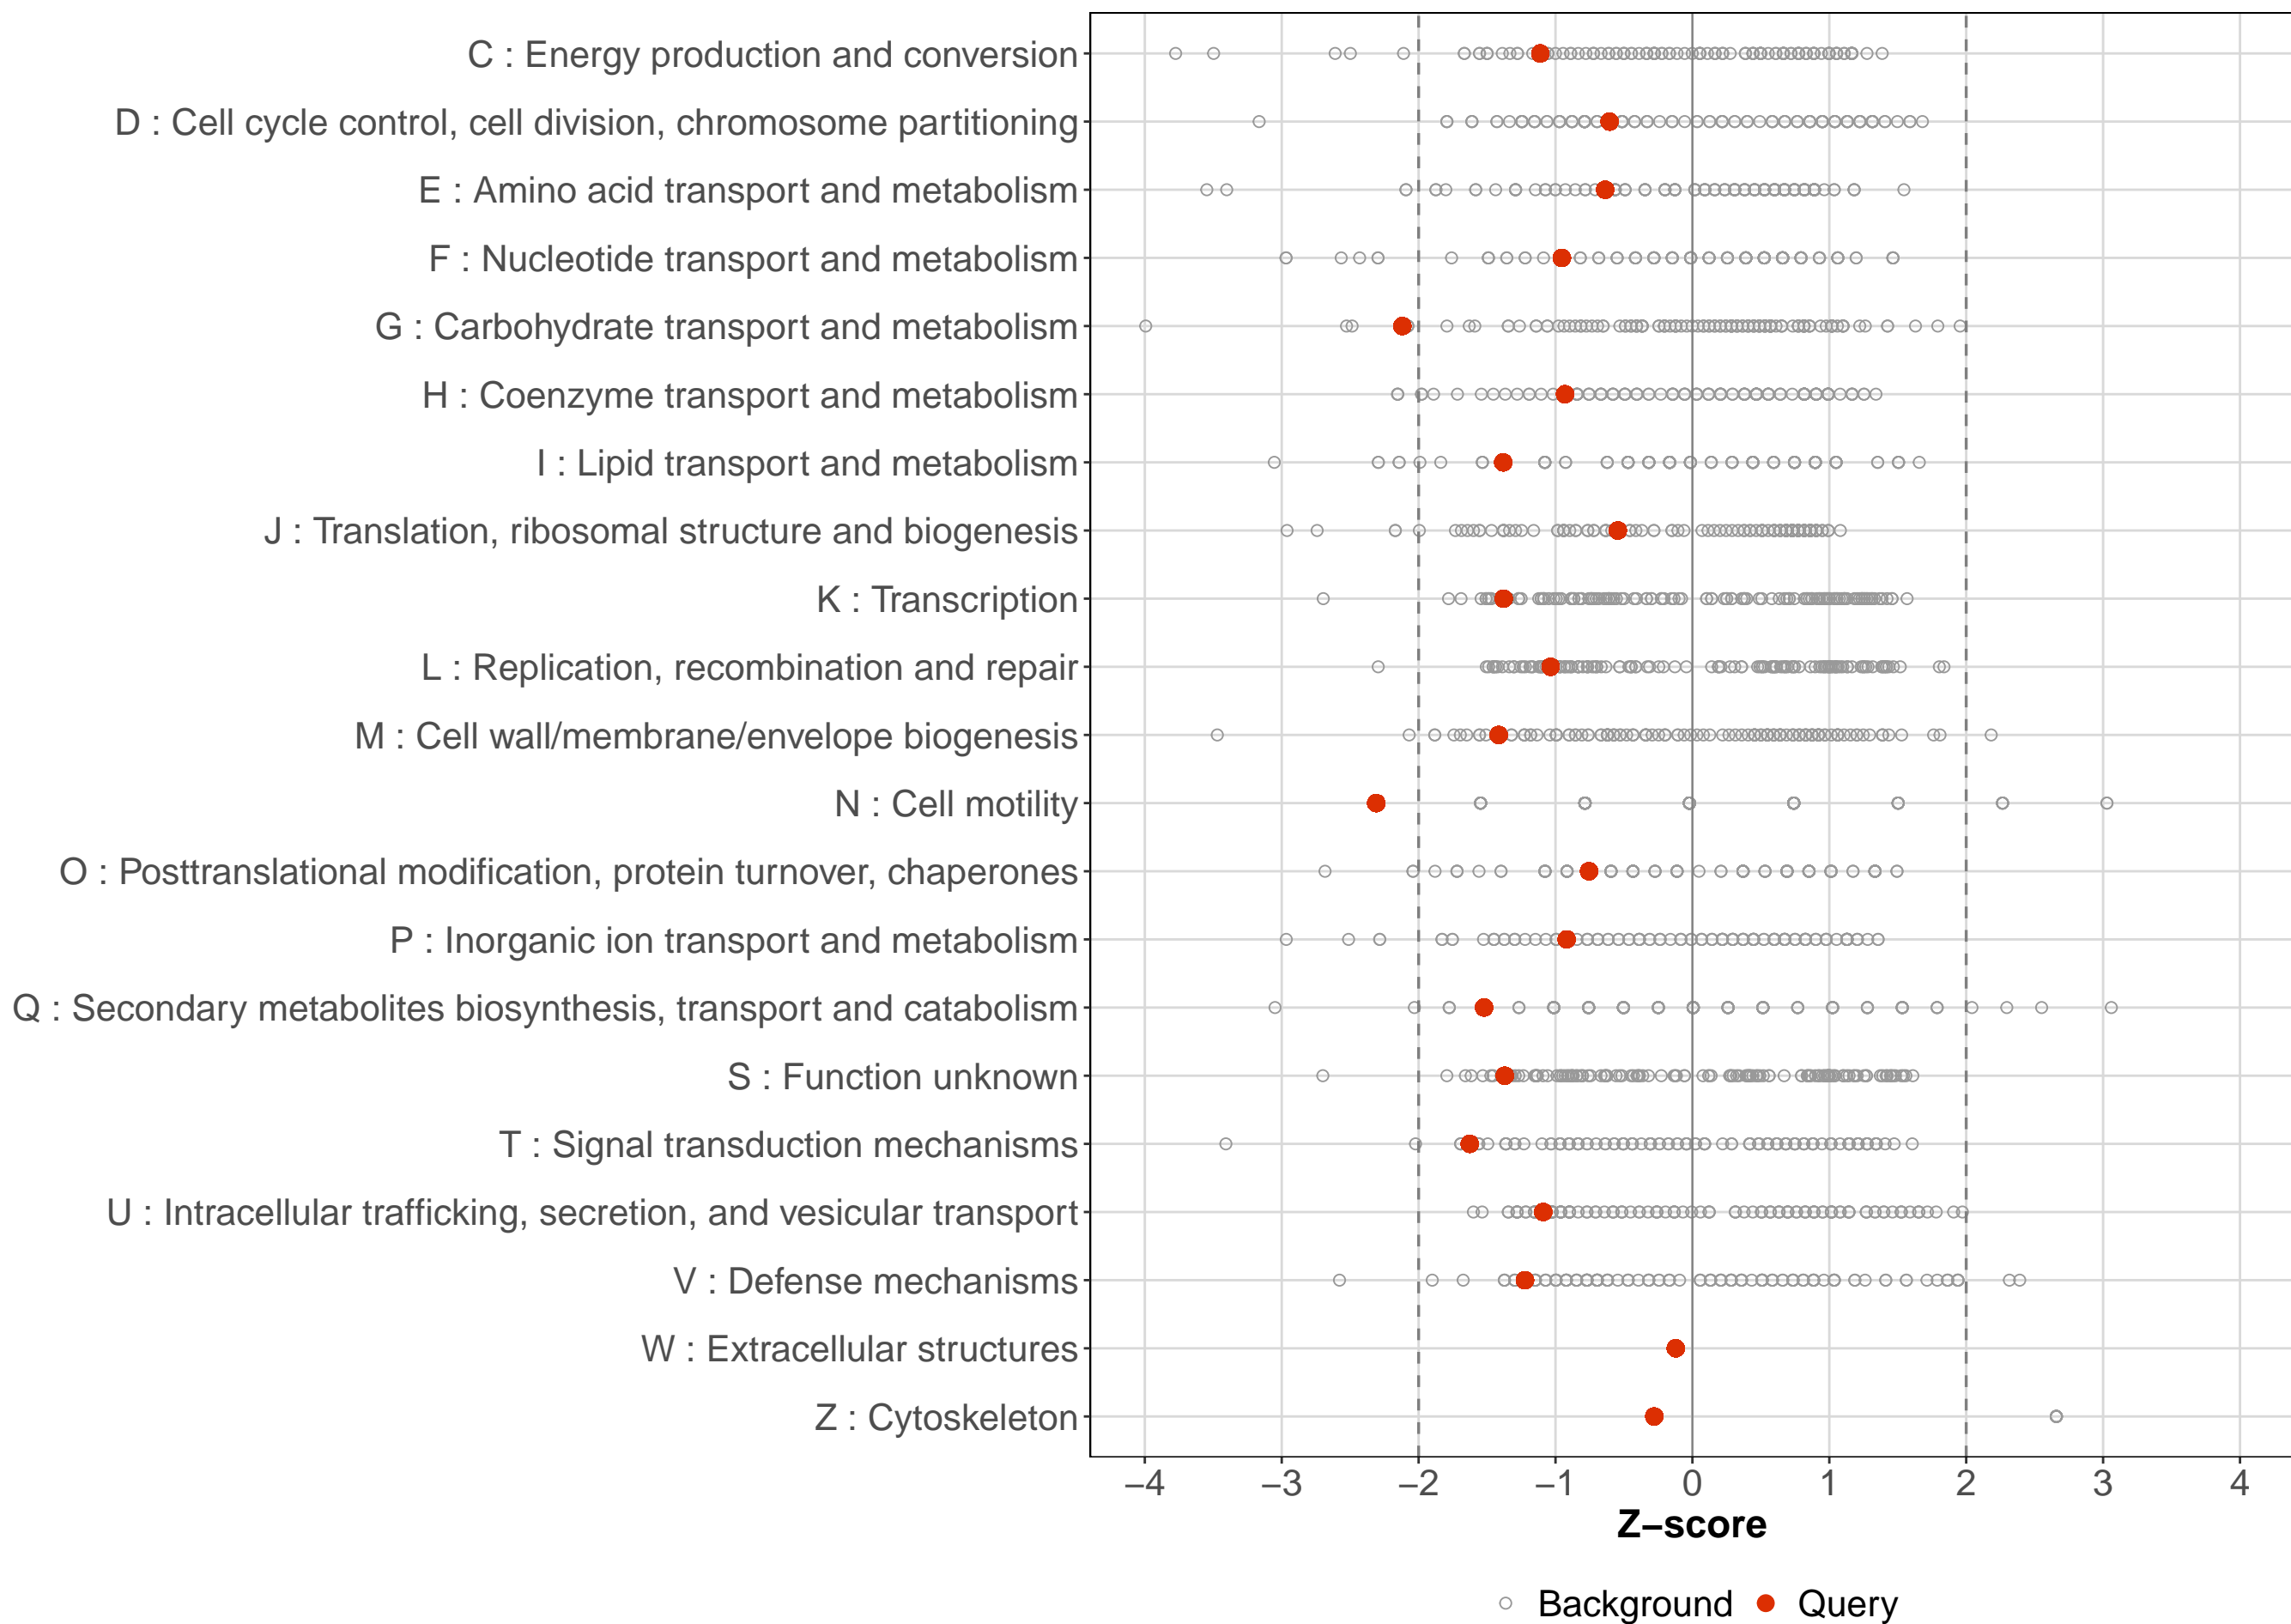 C : Energy production and conversion
D : Cell cycle control, cell division, chromosome partitioning
E : Amino acid transport and metabolism
F : Nucleotide transport and metabolism
G : Carbohydrate transport and metabolism
H : Coenzyme transport and metabolism
I : Lipid transport and metabolism
J : Translation, ribosomal structure and biogenesis
K : Transcription
L : Replication, recombination and repair
M : Cell wall/membrane/envelope biogenesis
N : Cell motility
O : Posttranslational modification, protein turnover, chaperones
P : Inorganic ion transport and metabolism
Q : Secondary metabolites biosynthesis, transport and catabolism
S : Function unknown
T : Signal transduction mechanisms
U : Intracellular trafficking, secretion, and vesicular transport
V : Defense mechanisms
W : Extracellular structures
Z : Cytoskeleton
−4 −3 −2 −1 0 1 2 3 4
Z−score
Background Query